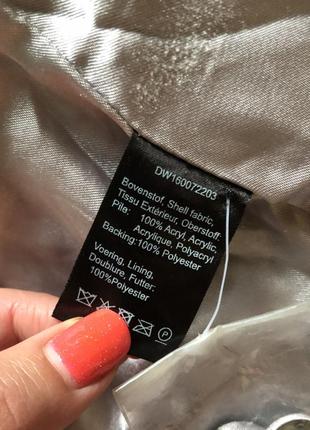 DW160072203
Bovenstof, Shell fabric,
Tissu Extérieur, Oberstoff:
Pile: 100% Acryl, Acrylic,
Acrylique, Polyacryl
Backing:100% Polyester
Voering, Lining,
Doublure, Futter:
100%Polyester
P